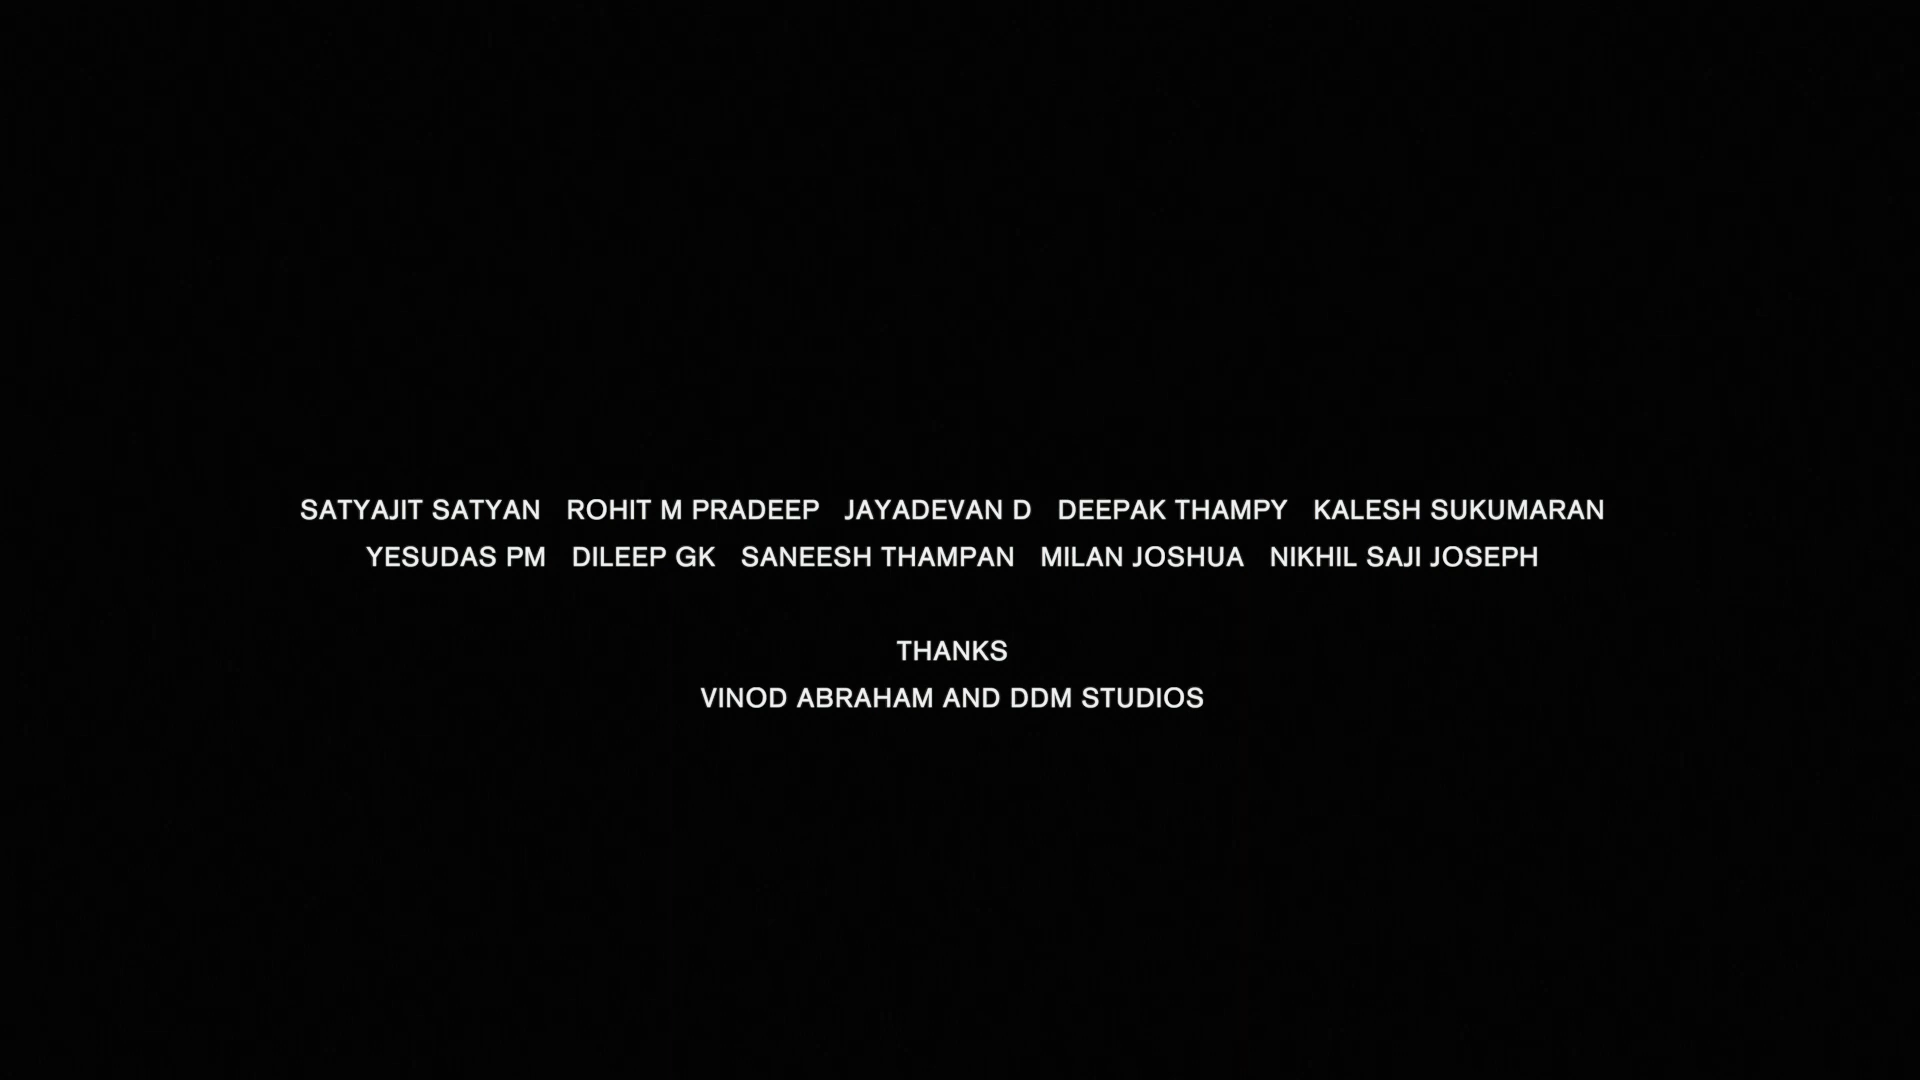 SATYAJIT SATYAN ROHIT M PRADEEP JAYADEVAN D DEEPAK THAMPY KALESH SUKUMARAN
YESUDAS PM DILEEP GK SANEESH THAMPAN MILAN JOSHUA NIKHIL SAJI JOSEPH
THANKS
VINOD ABRAHAM AND DDM STUDIOS